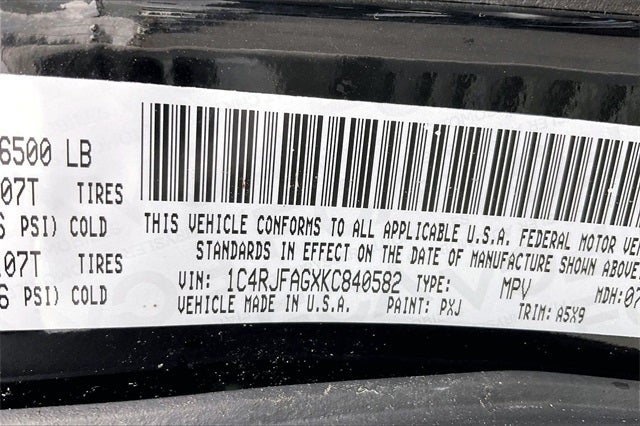 6500 LB
07T TIRES
PSI) COLD
07T TIRES
6 PSI) COLD
THIS VEHICLE CONFORMS TO ALL APPLICABLE U.S.A. FEDERAL MOTOR VE
STANDARDS IN EFFECT ON THE DATE OF MANUFACTURE SHOWN ABOVE.
VIN: 1C4RJFAGXKC840582 TYPE: MPV MDH: 07
VEHICLE MADE IN U.S.A. PAINT: PXJ TRIM: A5X9